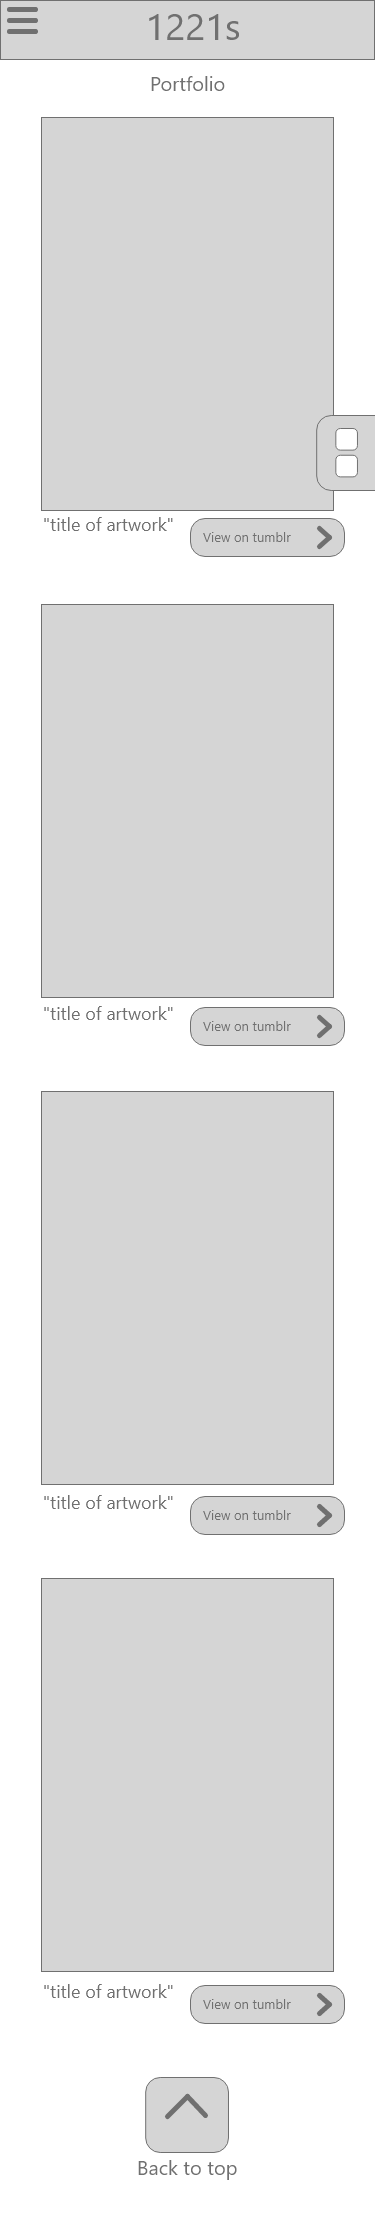 1221s
Portfolio
"title of artwork"
View on tumblr
"title of artwork"
View on tumblr
"title of artwork"
View on tumblr
"title of artwork"
View on tumblr
Back to top